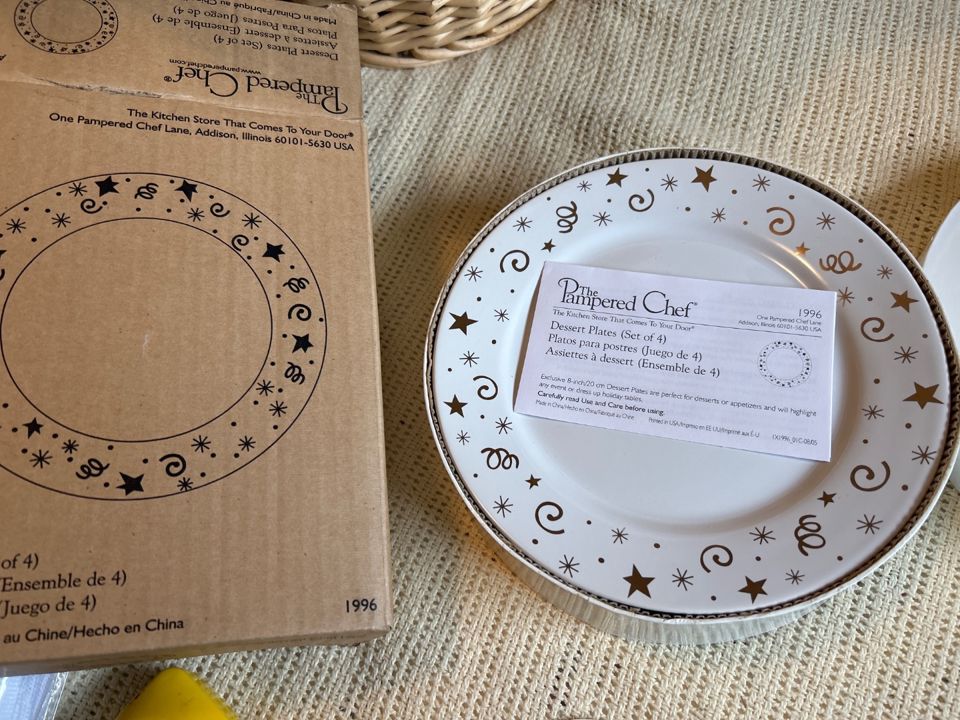 Made in China/Fabriqué au Chi
Platos Para Postres (Juego de 4)
Assiettes à dessert (Ensemble de 4)
Dessert Plates (Set of 4)
www.pamperedchef.com
The Pampered Chef®
The Kitchen Store That Comes To Your Door®
One Pampered Chef Lane, Addison, Illinois 60101-5630 USA
of 4)
(Ensemble de 4)
(Juego de 4)
au Chine/Hecho en China
1996
The Pampered Chef®
The Kitchen Store That Comes To Your Door®
1996
One Pampered Chef Lane
Addison, Illinois 60101-5630 USA
Dessert Plates (Set of 4)
Platos para postres (Juego de 4)
Assiettes à dessert (Ensemble de 4)
Exclusive 8-inch/20 cm Dessert Plates are perfect for desserts or appetizers and will highlight
any event or dress up holiday tables.
Carefully read Use and Care before using.
Made in China/Hecho en China/Fabriqué au Chine
Printed in USA/Impreso en EE UU/Imprimé aux É-U
1X1996_01C-08/05